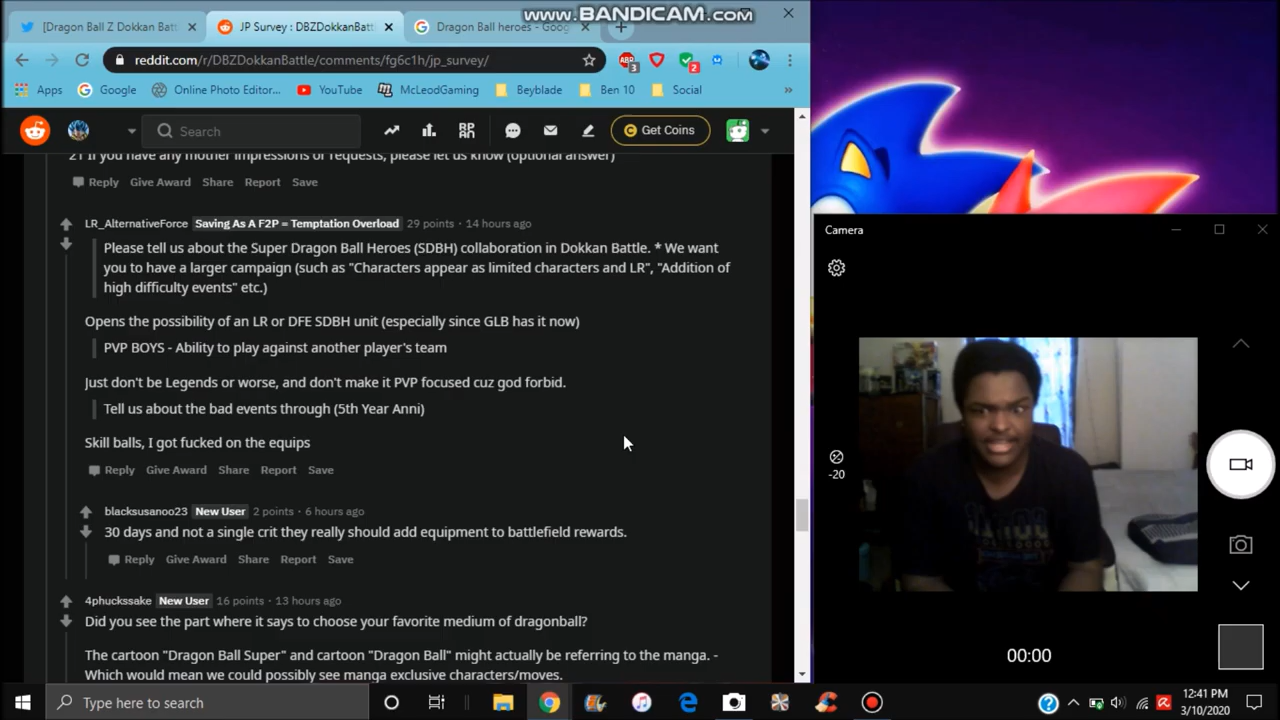 www.BANDICAM.com
[Dragon Ball Z Dokkan Batt
JP Survey : DBZDokkanBatt
Dragon Ball heroes - Goog
reddit.com/r/DBZDokkanBattle/comments/fg6c1h/jp_survey/
ABP
3
2
Apps
Google
Online Photo Editor...
YouTube
McLeodGaming
Beyblade
Ben 10
Social
»
Search
Get Coins
21 If you have any mother impressions or requests, please let us know (optional answer)
Reply Give Award Share Report Save
LR_AlternativeForce Saving As A F2P = Temptation Overload 29 points · 14 hours ago
Please tell us about the Super Dragon Ball Heroes (SDBH) collaboration in Dokkan Battle. * We want
you to have a larger campaign (such as "Characters appear as limited characters and LR", "Addition of
high difficulty events" etc.)
Opens the possibility of an LR or DFE SDBH unit (especially since GLB has it now)
PVP BOYS - Ability to play against another player's team
Just don't be Legends or worse, and don't make it PVP focused cuz god forbid.
Tell us about the bad events through (5th Year Anni)
Skill balls, I got fucked on the equips
Reply Give Award Share Report Save
blacksusanoo23 New User 2 points · 6 hours ago
30 days and not a single crit they really should add equipment to battlefield rewards.
Reply Give Award Share Report Save
4phuckssake New User 16 points · 13 hours ago
Did you see the part where it says to choose your favorite medium of dragonball?
The cartoon "Dragon Ball Super" and cartoon "Dragon Ball" might actually be referring to the manga. -
Which would mean we could possibly see manga exclusive characters/moves.
Camera
-20
00:00
Type here to search
12:41 PM
3/10/2020